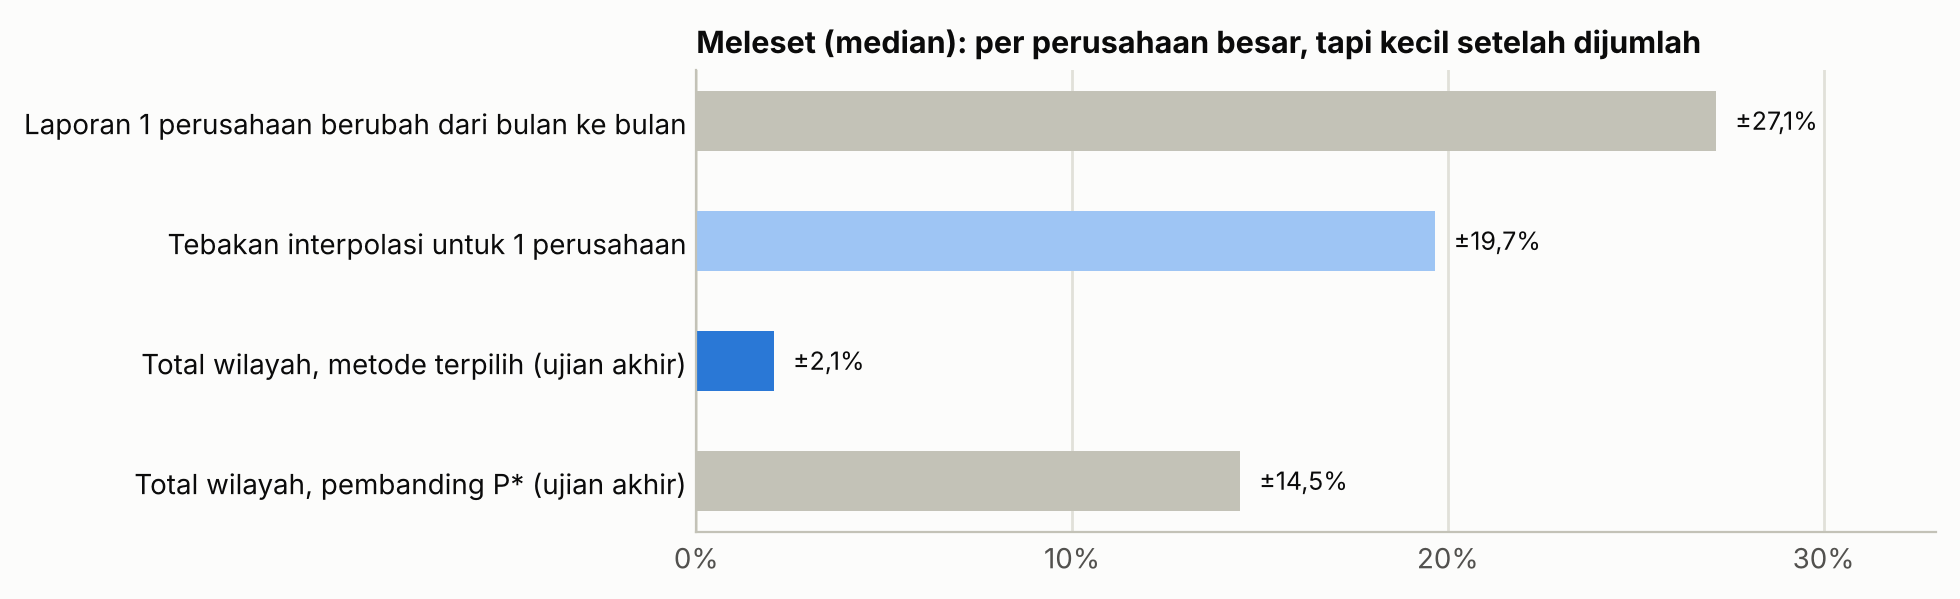 Meleset (median): per perusahaan besar, tapi kecil setelah dijumlah
Laporan 1 perusahaan berubah dari bulan ke bulan ±27,1%
Tebakan interpolasi untuk 1 perusahaan ±19,7%
Total wilayah, metode terpilih (ujian akhir) ±2,1%
Total wilayah, pembanding P* (ujian akhir) ±14,5%
0% 10% 20% 30%